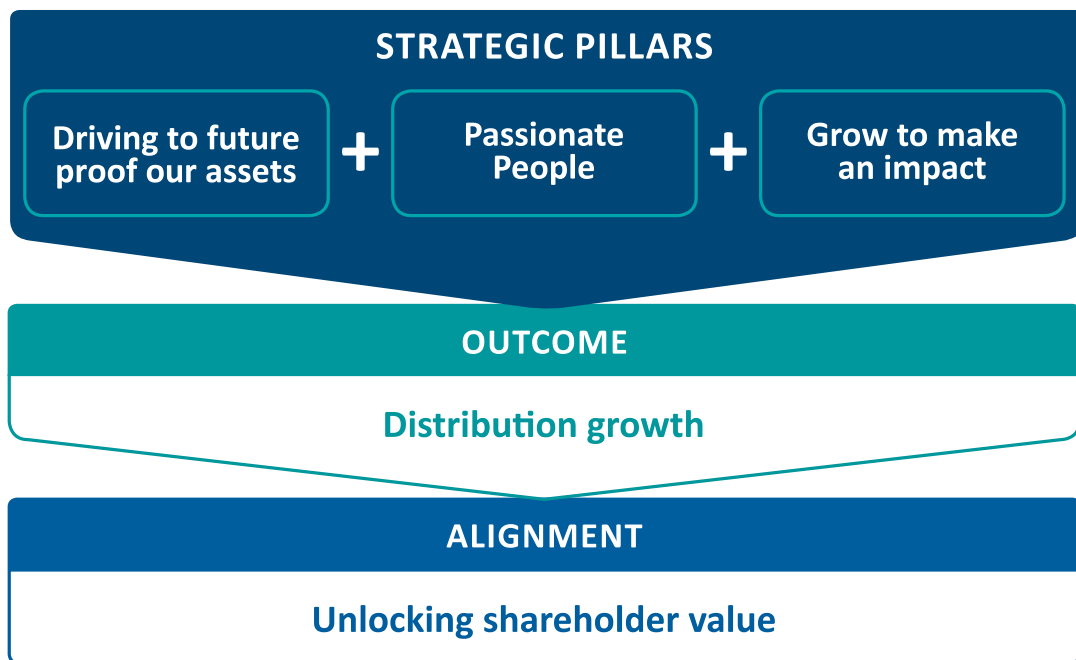 STRATEGIC PILLARS
Driving to future
proof our assets
+
Passionate
People
+
Grow to make
an impact
OUTCOME
Distribution growth
ALIGNMENT
Unlocking shareholder value